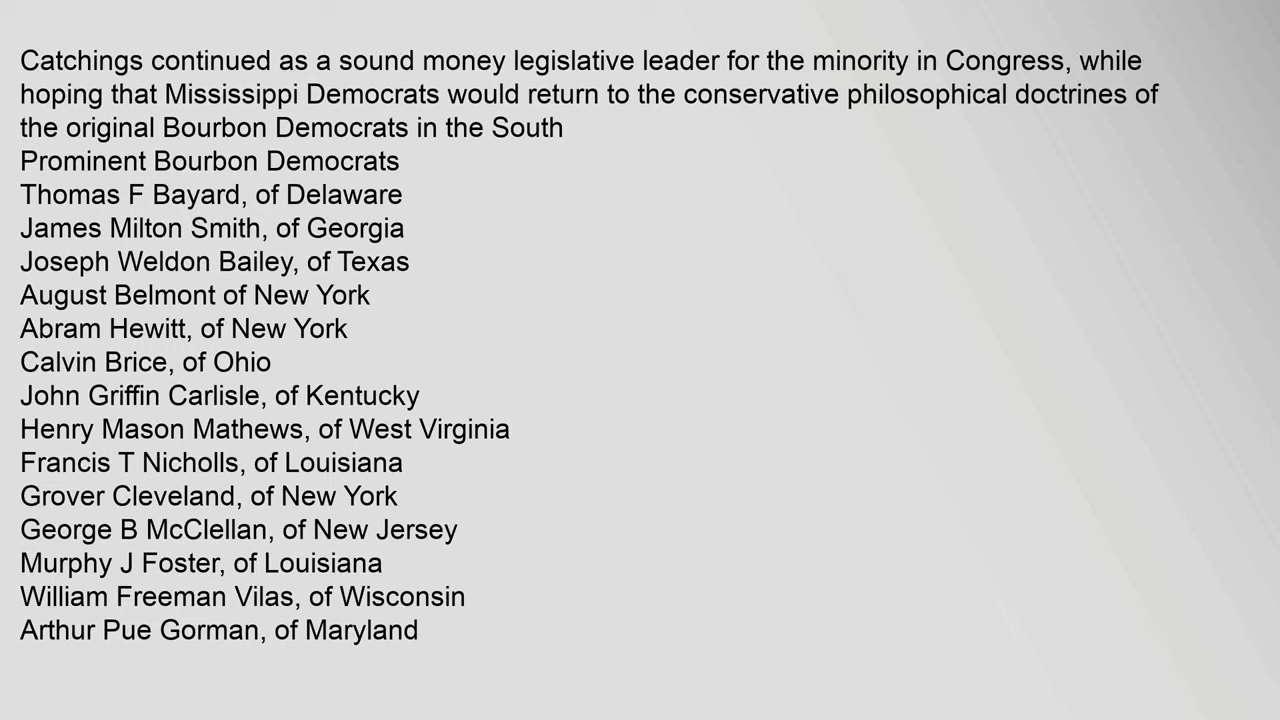 Catchings continued as a sound money legislative leader for the minority in Congress, while
hoping that Mississippi Democrats would return to the conservative philosophical doctrines of
the original Bourbon Democrats in the South
Prominent Bourbon Democrats
Thomas F Bayard, of Delaware
James Milton Smith, of Georgia
Joseph Weldon Bailey, of Texas
August Belmont of New York
Abram Hewitt, of New York
Calvin Brice, of Ohio
John Griffin Carlisle, of Kentucky
Henry Mason Mathews, of West Virginia
Francis T Nicholls, of Louisiana
Grover Cleveland, of New York
George B McClellan, of New Jersey
Murphy J Foster, of Louisiana
William Freeman Vilas, of Wisconsin
Arthur Pue Gorman, of Maryland